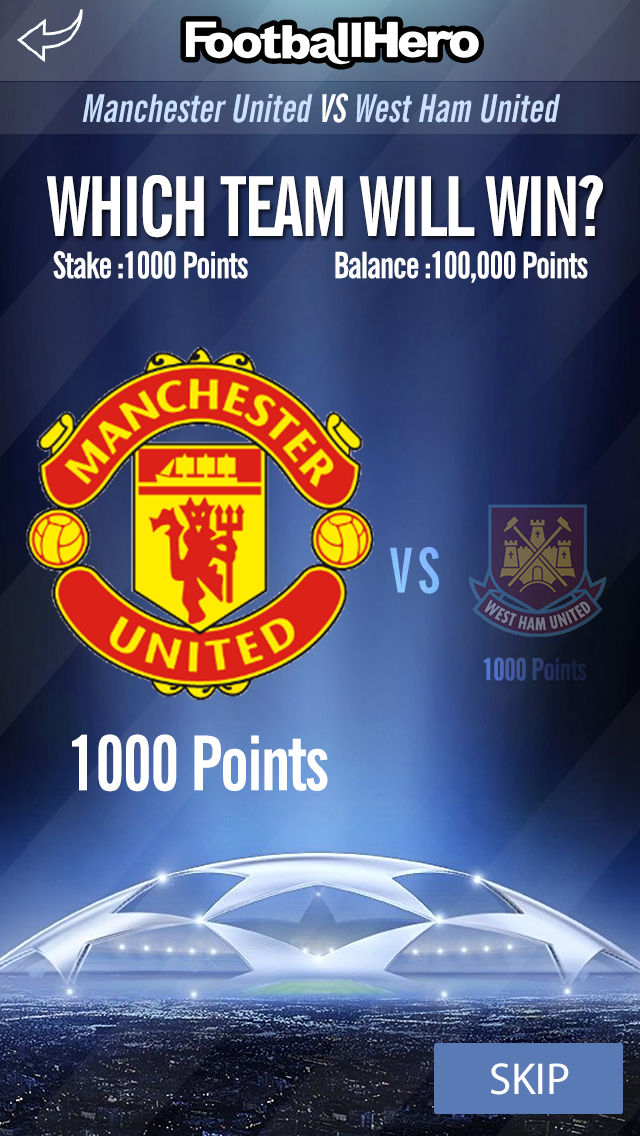 FootballHero
Manchester United VS West Ham United
WHICH TEAM WILL WIN?
Stake :1000 Points Balance :100,000 Points
MANCHESTER
UNITED
VS
WEST HAM UNITED
1000 Points
1000 Points
SKIP